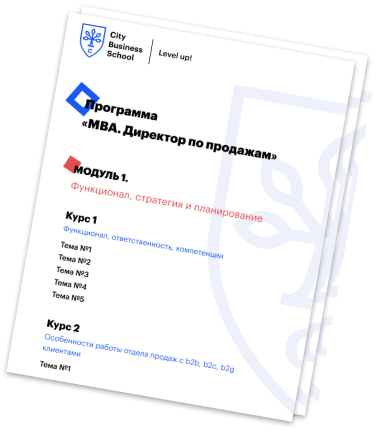 City
Business
School
Level up!
Программа
«МВА. Директор по продажам»
МОДУЛЬ 1.
Функционал, стратегия и планирование
Курс 1
Функционал, ответственность, компетенции
Тема №1
Тема №2
Тема №3
Тема №4
Тема №5
Курс 2
Особенности работы отдела продаж с b2b, b2c, b2g
клиентами
Тема №1
C